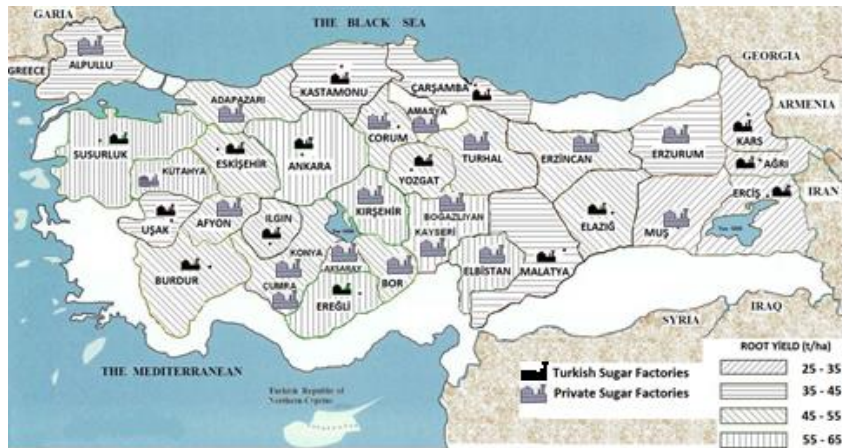 GARIA
THE BLACK SEA
GREECE
ALPULLU
GEORGIA
ARMENIA
IRAN
IRAQ
SYRIA
ADAPAZARI
KASTAMONU
ÇARŞAMBA
AMASYA
ÇORUM
TURHAL
ERZİNCAN
ERZURUM
KARS
AĞRI
ERCİŞ
SUSURLUK
KUTAHYA
ESKİŞEHİR
ANKARA
YOZGAT
KIRŞEHİR
BOĞAZLIYAN
KAYSERİ
ELAZIĞ
MUŞ
UŞAK
AFYON
ILGIN
KONYA
AKSARAY
BURDUR
ÇUMRA
EREĞLİ
BOR
ELBİSTAN
MALATYA
THE MEDITERRANEAN
Turkish Republic of
Northern Cyprus
Turkish Sugar Factories
Private Sugar Factories
ROOT YİELD (t/ha)
25 - 35
35 - 45
45 - 55
55 - 65